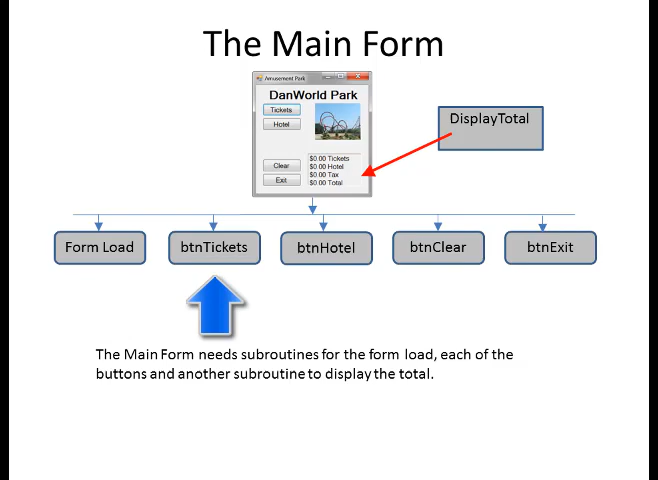 The Main Form
Amusement Park
DanWorld Park
Tickets
Hotel
Clear
Exit
$0.00 Tickets
$0.00 Hotel
$0.00 Tax
$0.00 Total
DisplayTotal
Form Load
btnTickets
btnHotel
btnClear
btnExit
The Main Form needs subroutines for the form load, each of the
buttons and another subroutine to display the total.